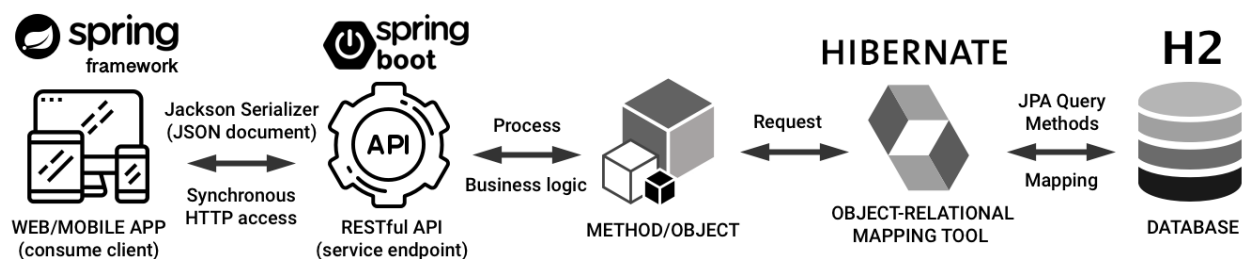 spring
framework
WEB/MOBILE APP
(consume client)
Jackson Serializer
(JSON document)
Synchronous
HTTP access
spring
boot
API
RESTful API
(service endpoint)
Process
Business logic
METHOD/OBJECT
Request
HIBERNATE
OBJECT-RELATIONAL
MAPPING TOOL
JPA Query
Methods
Mapping
H2
DATABASE